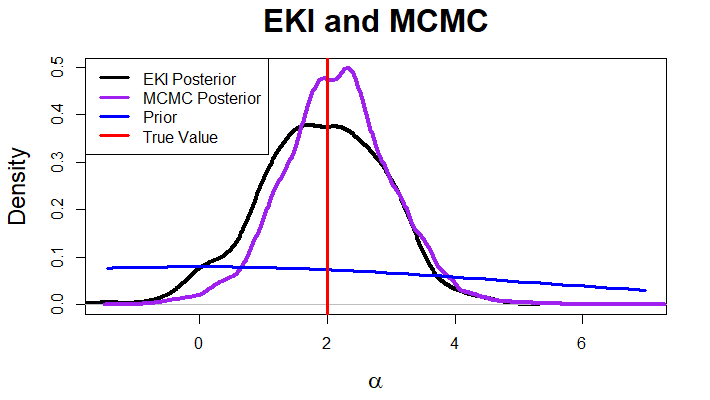 EKI and MCMC
EKI Posterior
MCMC Posterior
Prior
True Value
Density
0.5
0.4
0.3
0.2
0.1
0.0
0 2 4 6
α